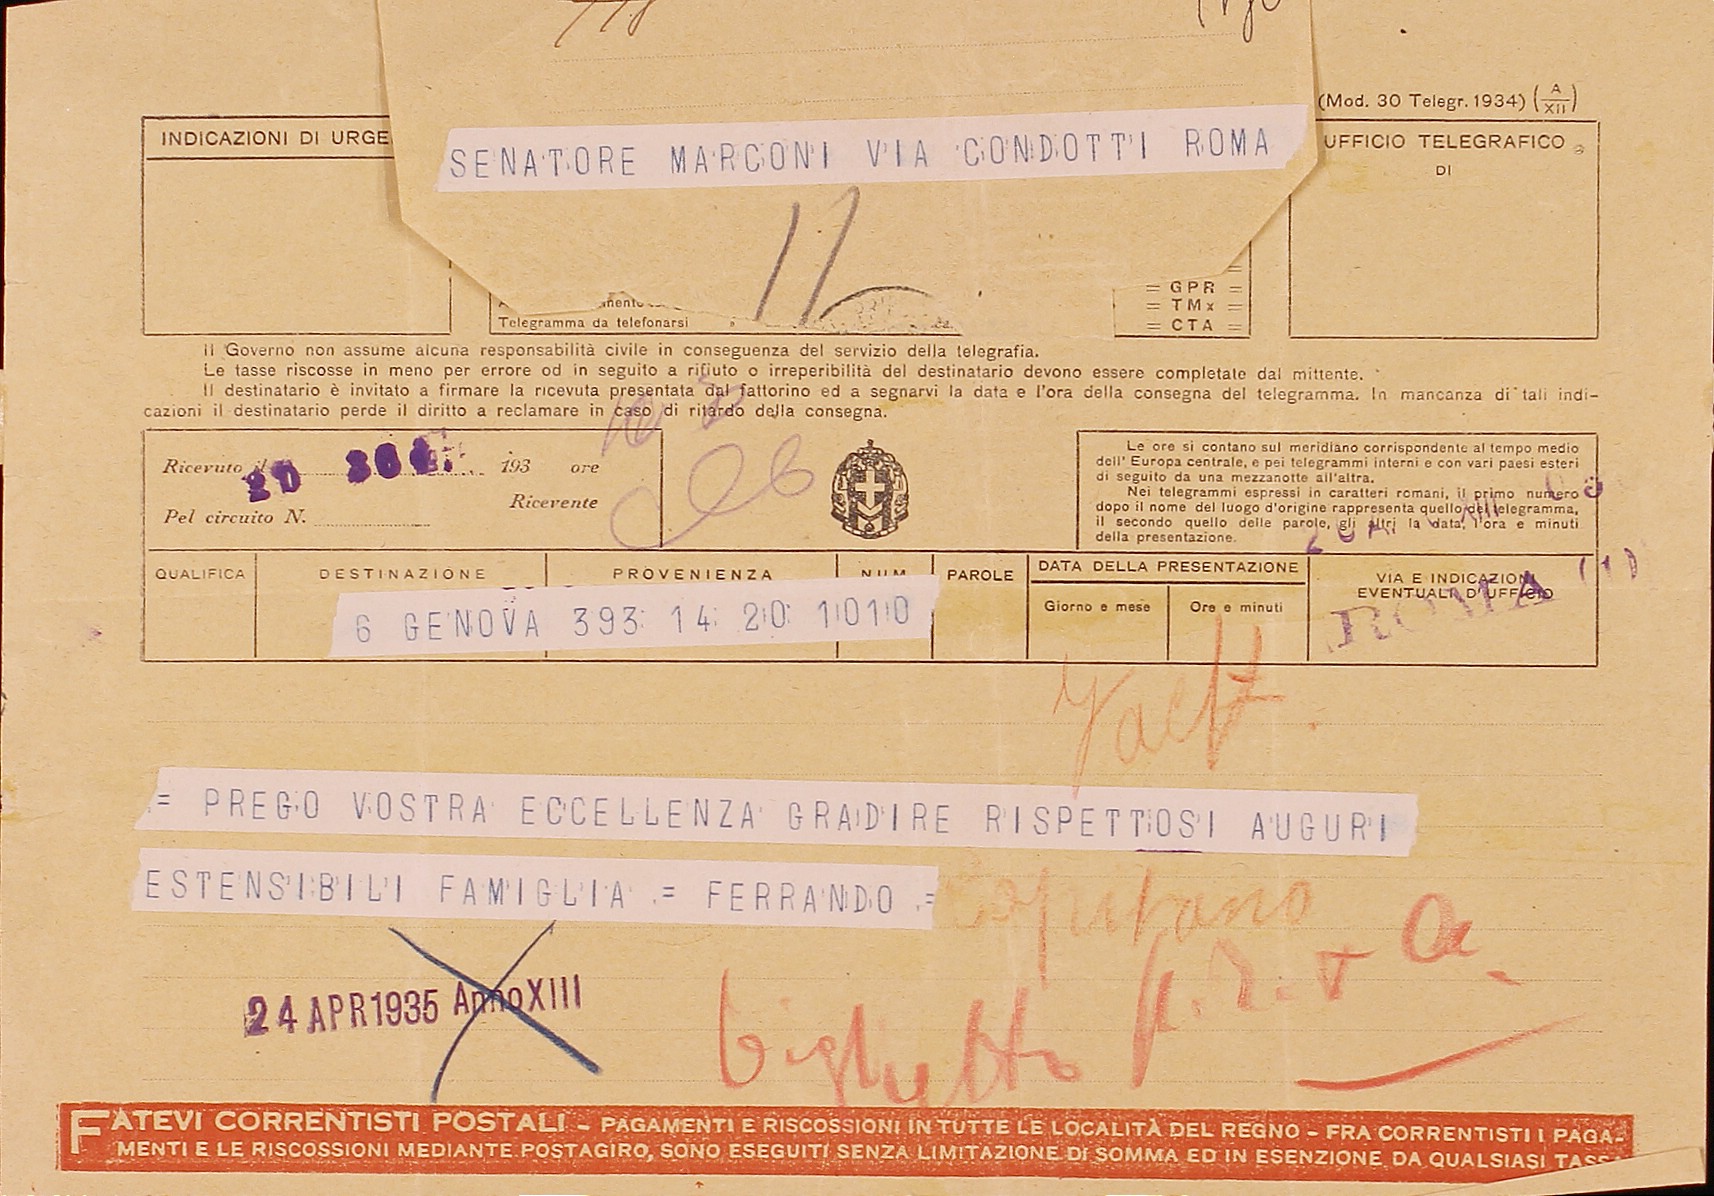 (Mod. 30 Telegr. 1934) (A/XII)
INDICAZIONI DI URGE
SENATORE MARCONI VIA CONDOTTI ROMA
UFFICIO TELEGRAFICO
DI
= GPR =
= TMx =
= CTA =
Telegramma da telefonarsi
Il Governo non assume alcuna responsabilità civile in conseguenza del servizio della telegrafia.
Le tasse riscosse in meno per errore od in seguito a rifiuto o irreperibilità del destinatario devono essere completate dal mittente.
Il destinatario è invitato a firmare la ricevuta presentata dal fattorino ed a segnarvi la data e l'ora della consegna del telegramma. In mancanza di tali indi-
cazioni il destinatario perde il diritto a reclamare in caso di ritardo della consegna.
Ricevuto il 20 193 ore
Ricevente
Pel circuito N.
Le ore si contano sul meridiano corrispondente al tempo medio
dell'Europa centrale, e pei telegrammi interni e con vari paesi esteri
di seguito da una mezzanotte all'altra.
Nei telegrammi espressi in caratteri romani, il primo numero
dopo il nome del luogo d'origine rappresenta quello del telegramma,
il secondo quello delle parole, gli altri la data, l'ora e minuti
della presentazione.
QUALIFICA DESTINAZIONE PROVENIENZA NUM. PAROLE DATA DELLA PRESENTAZIONE VIA E INDICAZIONI
EVENTUALI D'UFFICIO
Giorno e mese Ore e minuti
ROMA (1)
6 GENOVA 393 14 20 1010
Yacht.
= PREGO VOSTRA ECCELLENZA GRADIRE RISPETTOSI AUGURI
ESTENSIBILI FAMIGLIA = FERRANDO =
Capitano
24 APR 1935 Anno XIII
biglietto
FATEVI CORRENTISTI POSTALI - PAGAMENTI E RISCOSSIONI IN TUTTE LE LOCALITÀ DEL REGNO - FRA CORRENTISTI I PAGA-
MENTI E LE RISCOSSIONI MEDIANTE POSTAGIRO, SONO ESEGUITI SENZA LIMITAZIONE DI SOMMA ED IN ESENZIONE DA QUALSIASI TASSA